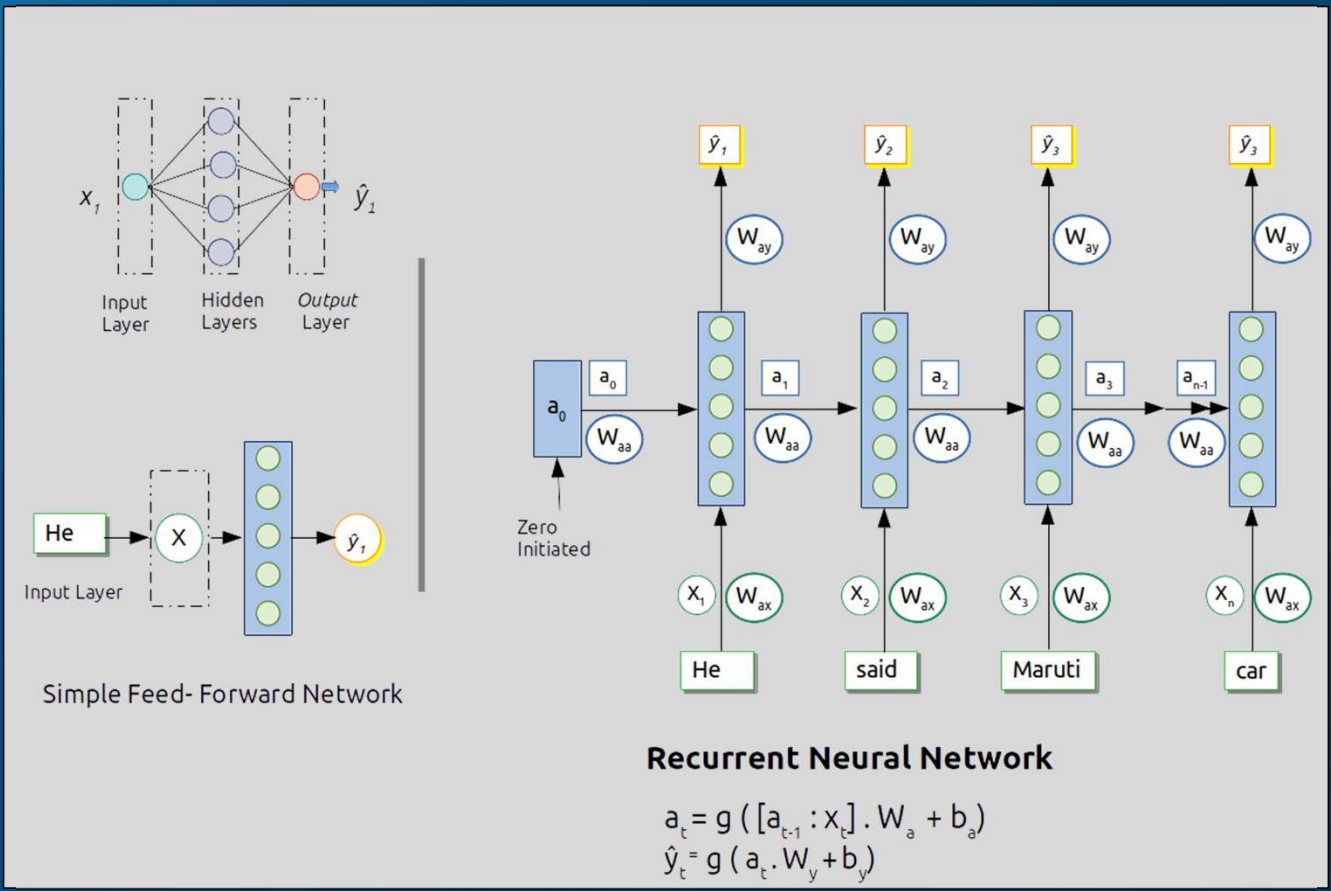 x₁
ŷ₁
Input
Layer
Hidden
Layers
Output
Layer
He
X
ŷ₁
Input Layer
Simple Feed- Forward Network
ŷ₁ ŷ₂ ŷ₃ ŷ₃
Way Way Way Way
a₀ a₀ a₁ a₂ a₃ aₙ₋₁
Waa Waa Waa Waa Waa
Zero
Initiated
X₁ Wax X₂ Wax X₃ Wax Xₙ Wax
He said Maruti car
Recurrent Neural Network
aₜ = g ( [aₜ₋₁ : xₜ] . Wₐ + bₐ)
ŷₜ = g ( aₜ . Wy + by)